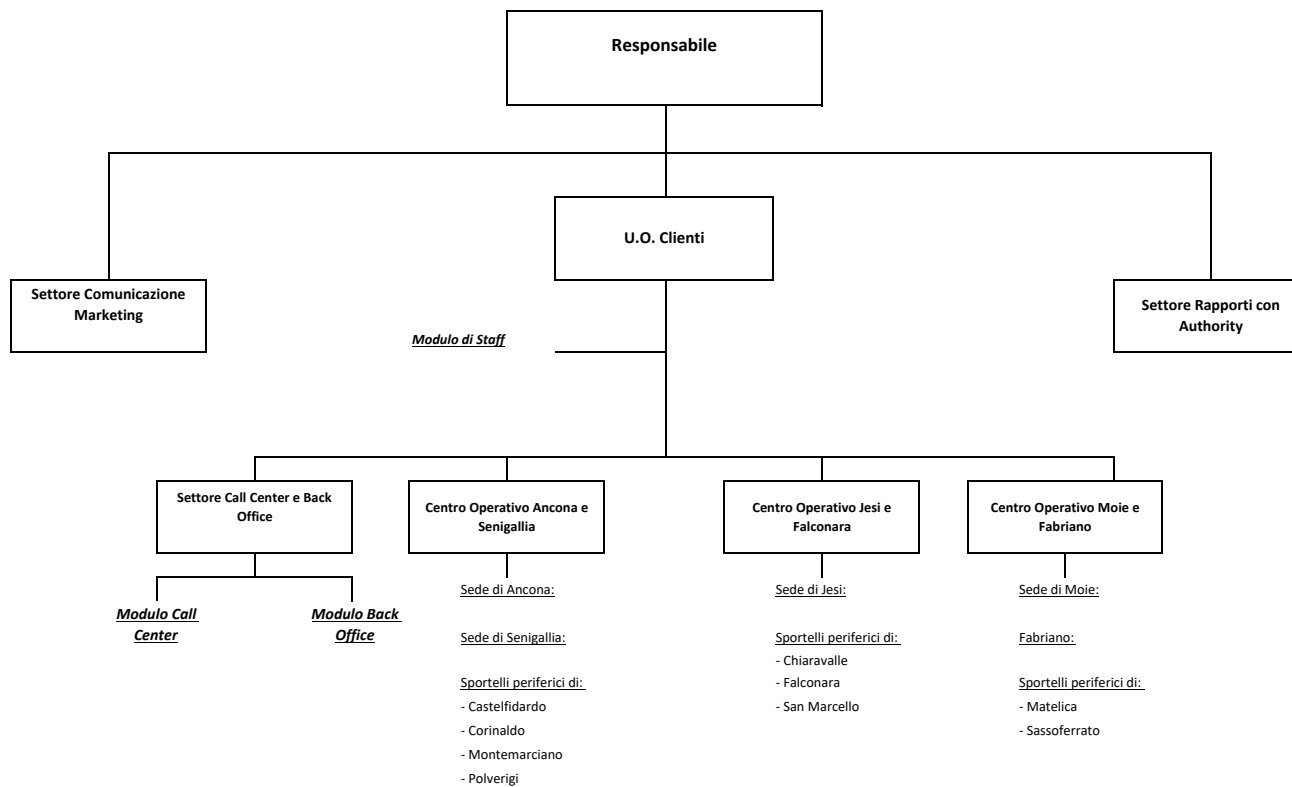 Responsabile
U.O. Clienti
Settore Comunicazione
Marketing
Settore Rapporti con
Authority
Modulo di Staff
Settore Call Center e Back
Office
Modulo Call
Center
Modulo Back
Office
Centro Operativo Ancona e
Senigallia
Sede di Ancona:
Sede di Senigallia:
Sportelli periferici di:
- Castelfidardo
- Corinaldo
- Montemarciano
- Polverigi
Centro Operativo Jesi e
Falconara
Sede di Jesi:
Sportelli periferici di:
- Chiaravalle
- Falconara
- San Marcello
Centro Operativo Moie e
Fabriano
Sede di Moie:
Fabriano:
Sportelli periferici di:
- Matelica
- Sassoferrato